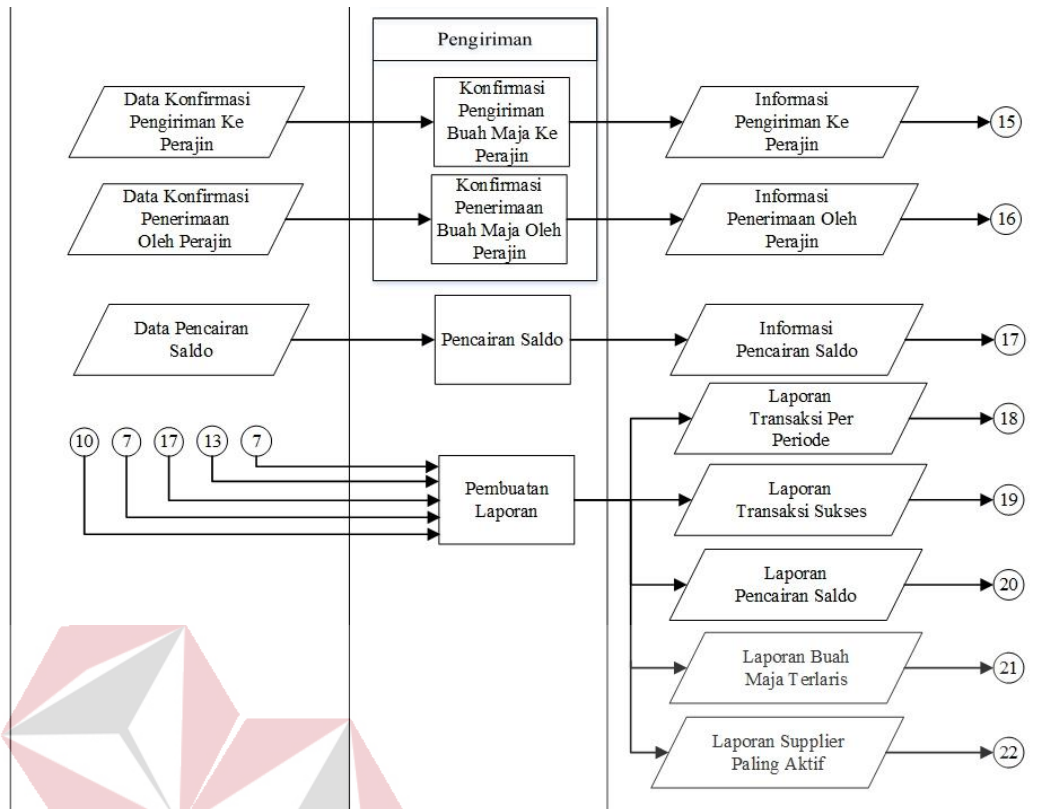 Pengiriman
Data Konfirmasi
Pengiriman Ke
Perajin
Konfirmasi
Pengiriman
Buah Maja Ke
Perajin
Informasi
Pengiriman Ke
Perajin
15
Data Konfirmasi
Penerimaan
Oleh Perajin
Konfirmasi
Penerimaan
Buah Maja Oleh
Perajin
Informasi
Penerimaan Oleh
Perajin
16
Data Pencairan
Saldo
Pencairan Saldo
Informasi
Pencairan Saldo
17
10 7 17 13 7
Pembuatan
Laporan
Laporan
Transaksi Per
Periode
18
Laporan
Transaksi Sukses
19
Laporan
Pencairan Saldo
20
Laporan Buah
Maja Terlaris
21
Laporan Supplier
Paling Aktif
22